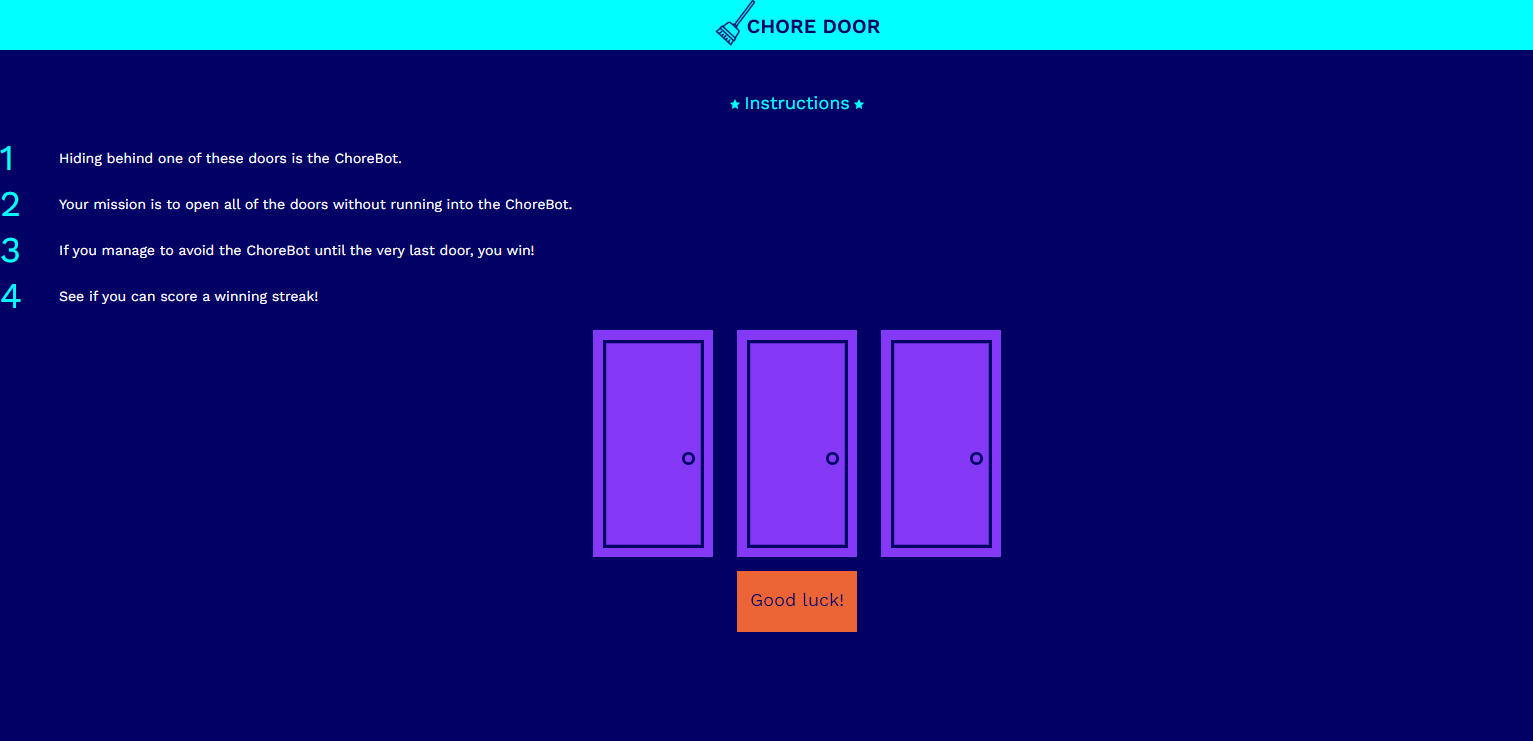 CHORE DOOR
Instructions
1 Hiding behind one of these doors is the ChoreBot.
2 Your mission is to open all of the doors without running into the ChoreBot.
3 If you manage to avoid the ChoreBot until the very last door, you win!
4 See if you can score a winning streak!
Good luck!